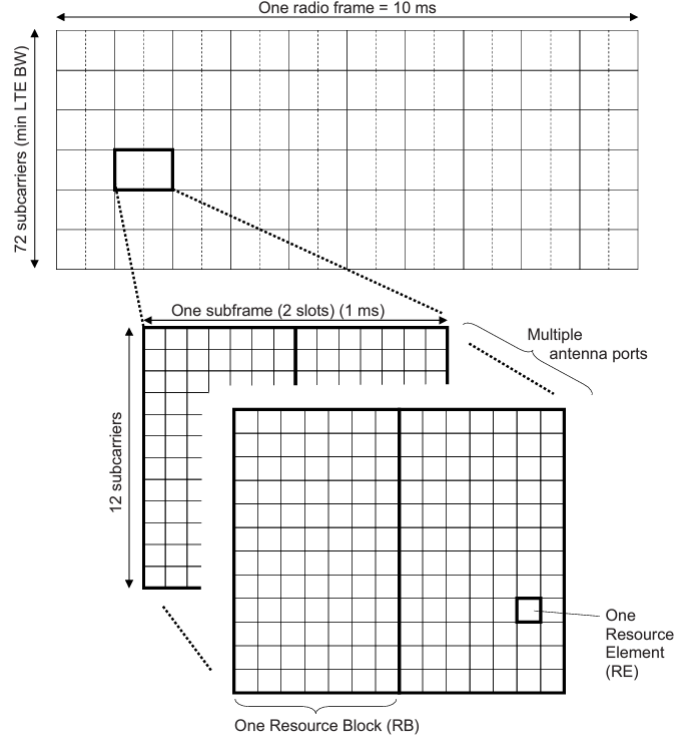 One radio frame = 10 ms
72 subcarriers (min LTE BW)
One subframe (2 slots) (1 ms)
Multiple
antenna ports
12 subcarriers
One
Resource
Element
(RE)
One Resource Block (RB)